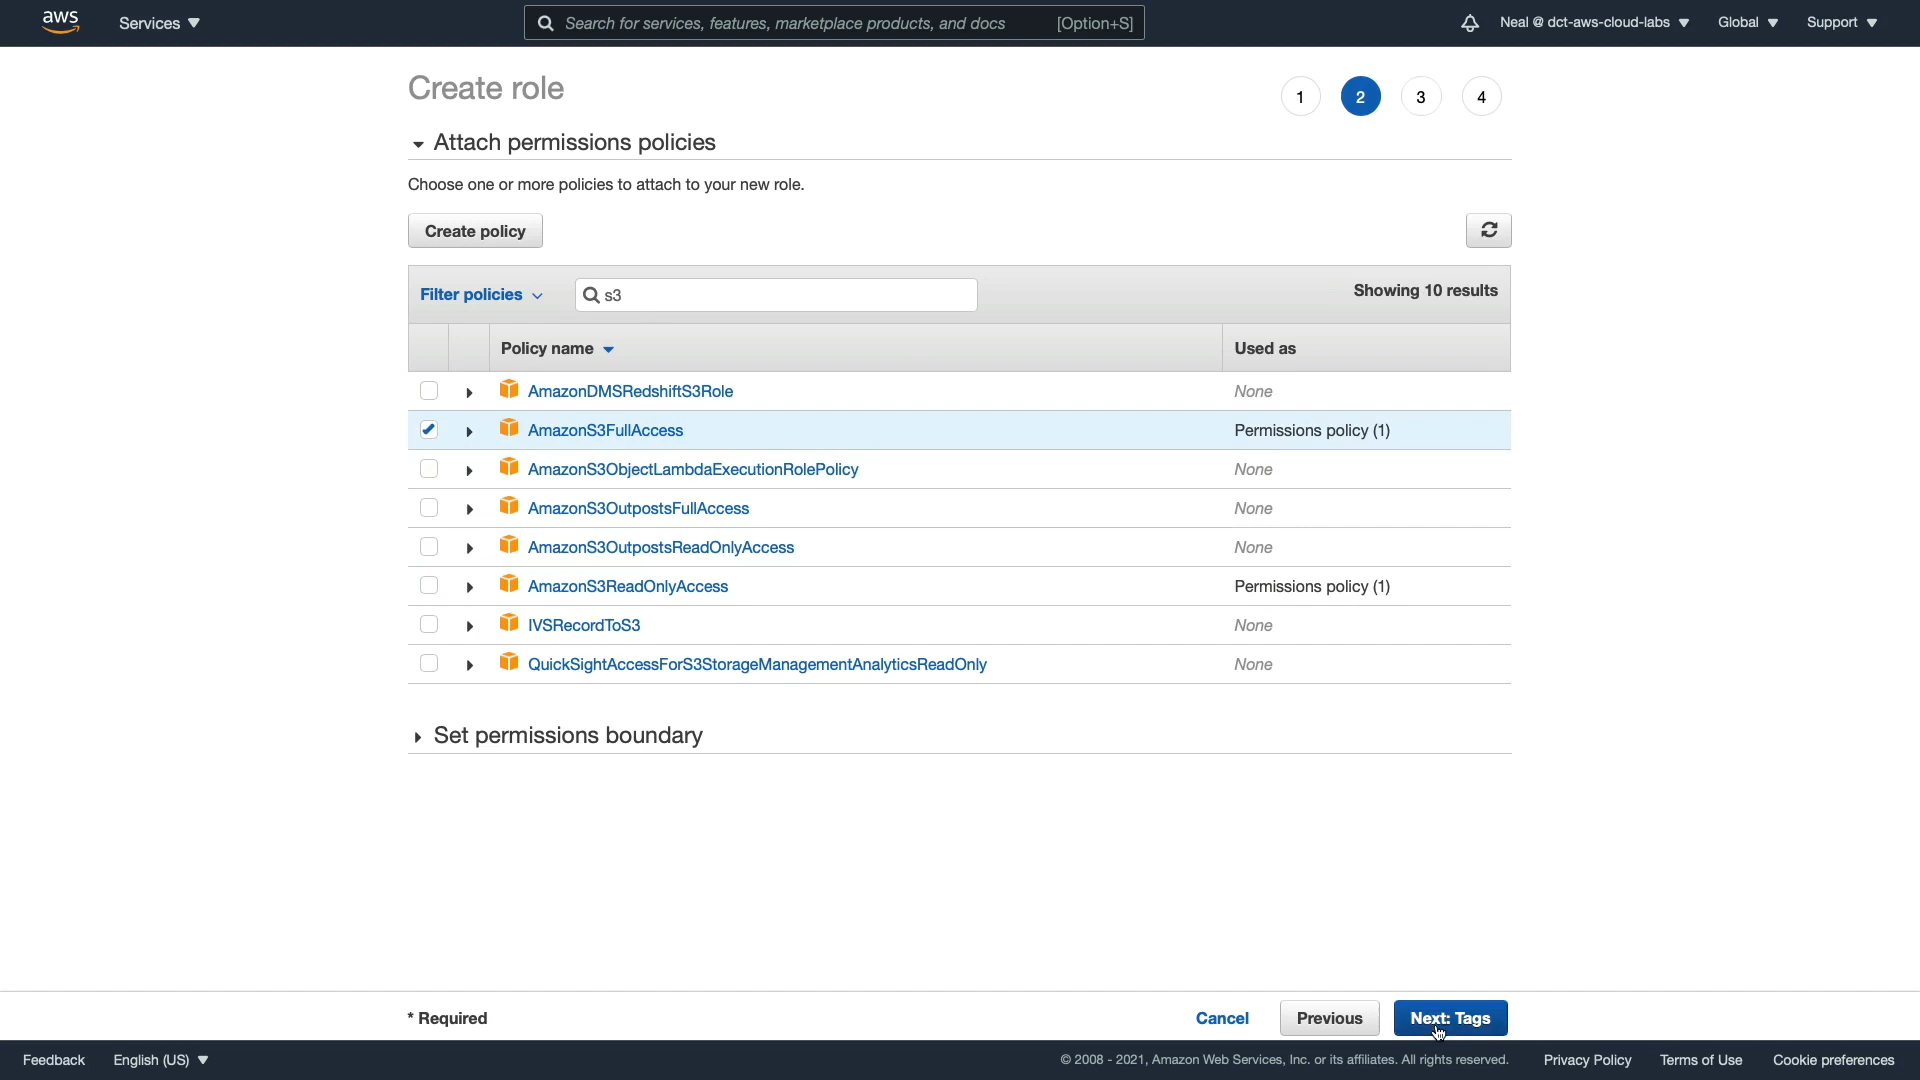 aws Services Search for services, features, marketplace products, and docs [Option+S] Neal @ dct-aws-cloud-labs Global Support
Create role 1 2 3 4
Attach permissions policies
Choose one or more policies to attach to your new role.
Create policy
Filter policies s3 Showing 10 results
Policy name Used as
AmazonDMSRedshiftS3Role None
AmazonS3FullAccess Permissions policy (1)
AmazonS3ObjectLambdaExecutionRolePolicy None
AmazonS3OutpostsFullAccess None
AmazonS3OutpostsReadOnlyAccess None
AmazonS3ReadOnlyAccess Permissions policy (1)
IVSRecordToS3 None
QuickSightAccessForS3StorageManagementAnalyticsReadOnly None
Set permissions boundary
* Required Cancel Previous Next: Tags
Feedback English (US) © 2008 - 2021, Amazon Web Services, Inc. or its affiliates. All rights reserved. Privacy Policy Terms of Use Cookie preferences